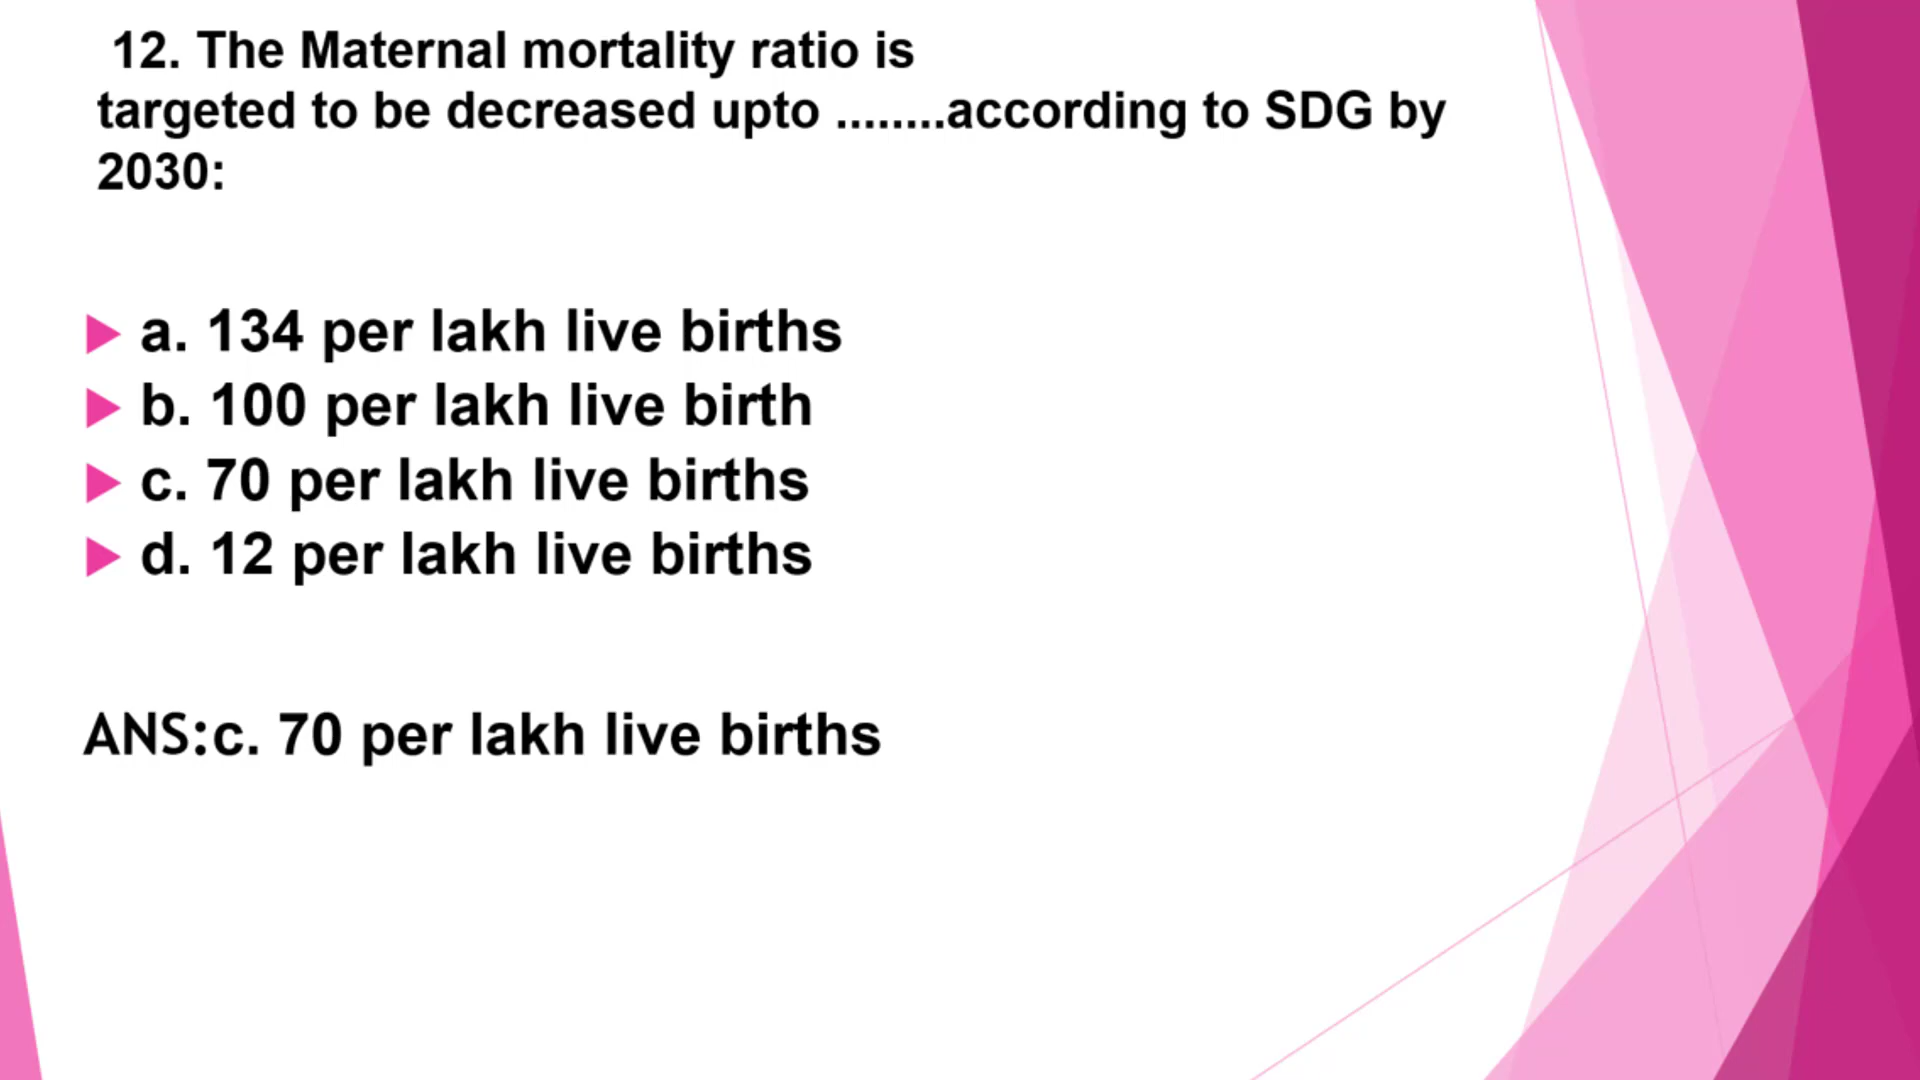 12. The Maternal mortality ratio is
targeted to be decreased upto ........according to SDG by
2030:
a. 134 per lakh live births
b. 100 per lakh live birth
c. 70 per lakh live births
d. 12 per lakh live births
ANS:c. 70 per lakh live births